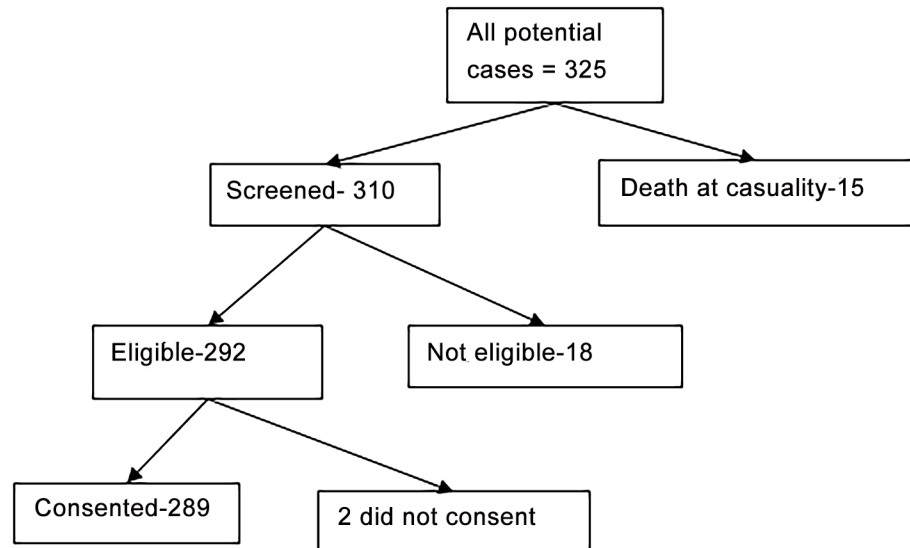 All potential
cases = 325
Screened- 310
Death at casuality-15
Eligible-292
Not eligible-18
Consented-289
2 did not consent